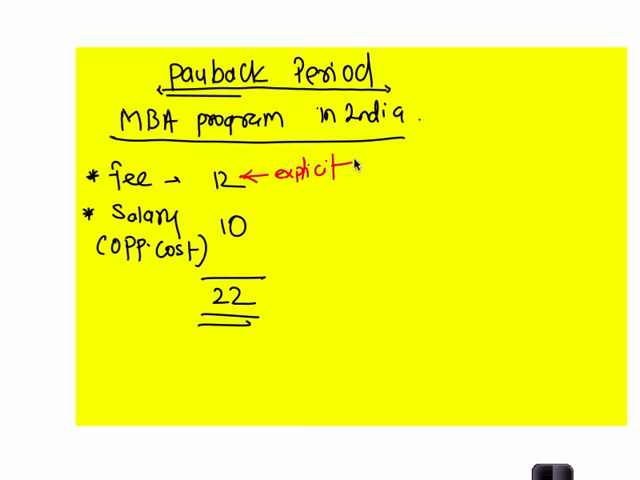 Payback Period
MBA program in India.
* fee → 12 ← explicit
* Salary 10
(OPP. Cost)
22